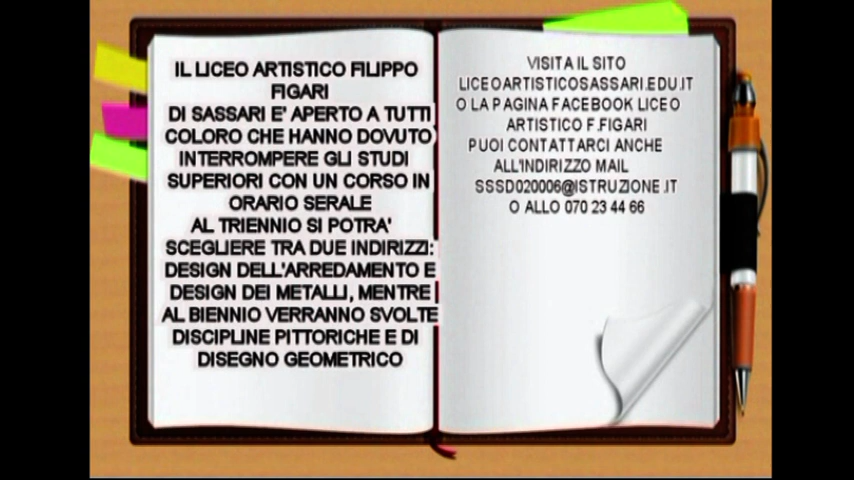 IL LICEO ARTISTICO FILIPPO
FIGARI
DI SASSARI E' APERTO A TUTTI
COLORO CHE HANNO DOVUTO
INTERROMPERE GLI STUDI
SUPERIORI CON UN CORSO IN
ORARIO SERALE
AL TRIENNIO SI POTRA'
SCEGLIERE TRA DUE INDIRIZZI:
DESIGN DELL'ARREDAMENTO E
DESIGN DEI METALLI, MENTRE
AL BIENNIO VERRANNO SVOLTE
DISCIPLINE PITTORICHE E DI
DISEGNO GEOMETRICO
VISITA IL SITO
LICEOARTISTICOSASSARI.EDU.IT
O LA PAGINA FACEBOOK LICEO
ARTISTICO F.FIGARI
PUOI CONTATTARCI ANCHE
ALL'INDIRIZZO MAIL
SSSD020006@ISTRUZIONE.IT
O ALLO 070 23 44 66